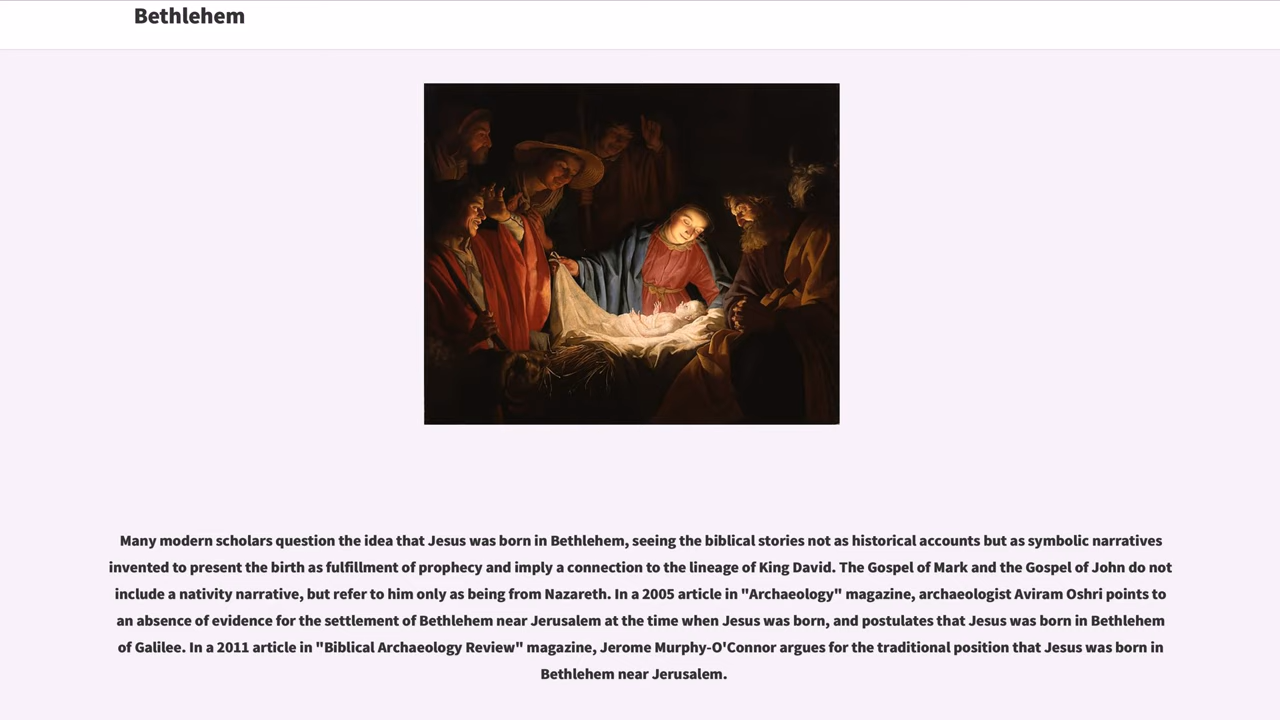 Bethlehem
Many modern scholars question the idea that Jesus was born in Bethlehem, seeing the biblical stories not as historical accounts but as symbolic narratives
invented to present the birth as fulfillment of prophecy and imply a connection to the lineage of King David. The Gospel of Mark and the Gospel of John do not
include a nativity narrative, but refer to him only as being from Nazareth. In a 2005 article in "Archaeology" magazine, archaeologist Aviram Oshri points to
an absence of evidence for the settlement of Bethlehem near Jerusalem at the time when Jesus was born, and postulates that Jesus was born in Bethlehem
of Galilee. In a 2011 article in "Biblical Archaeology Review" magazine, Jerome Murphy-O'Connor argues for the traditional position that Jesus was born in
Bethlehem near Jerusalem.